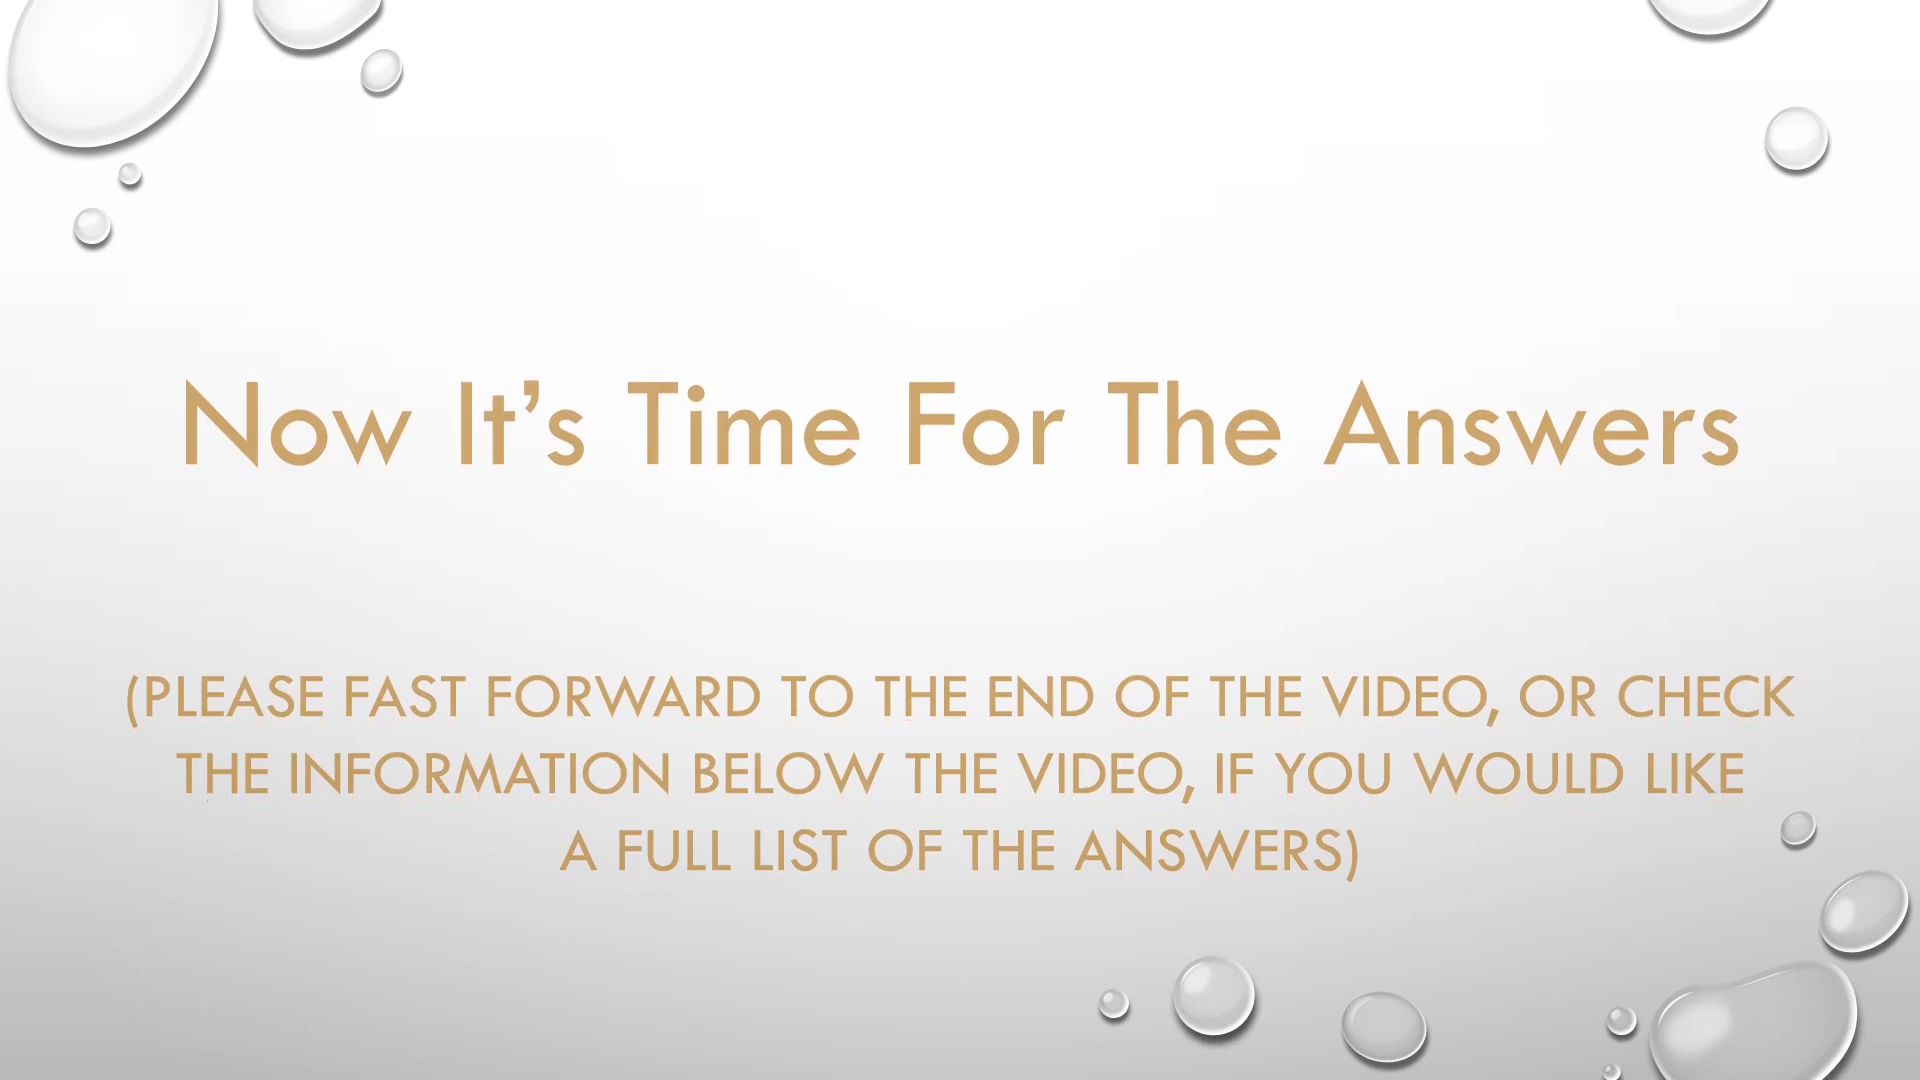 Now It’s Time For The Answers
(PLEASE FAST FORWARD TO THE END OF THE VIDEO, OR CHECK
THE INFORMATION BELOW THE VIDEO, IF YOU WOULD LIKE
A FULL LIST OF THE ANSWERS)